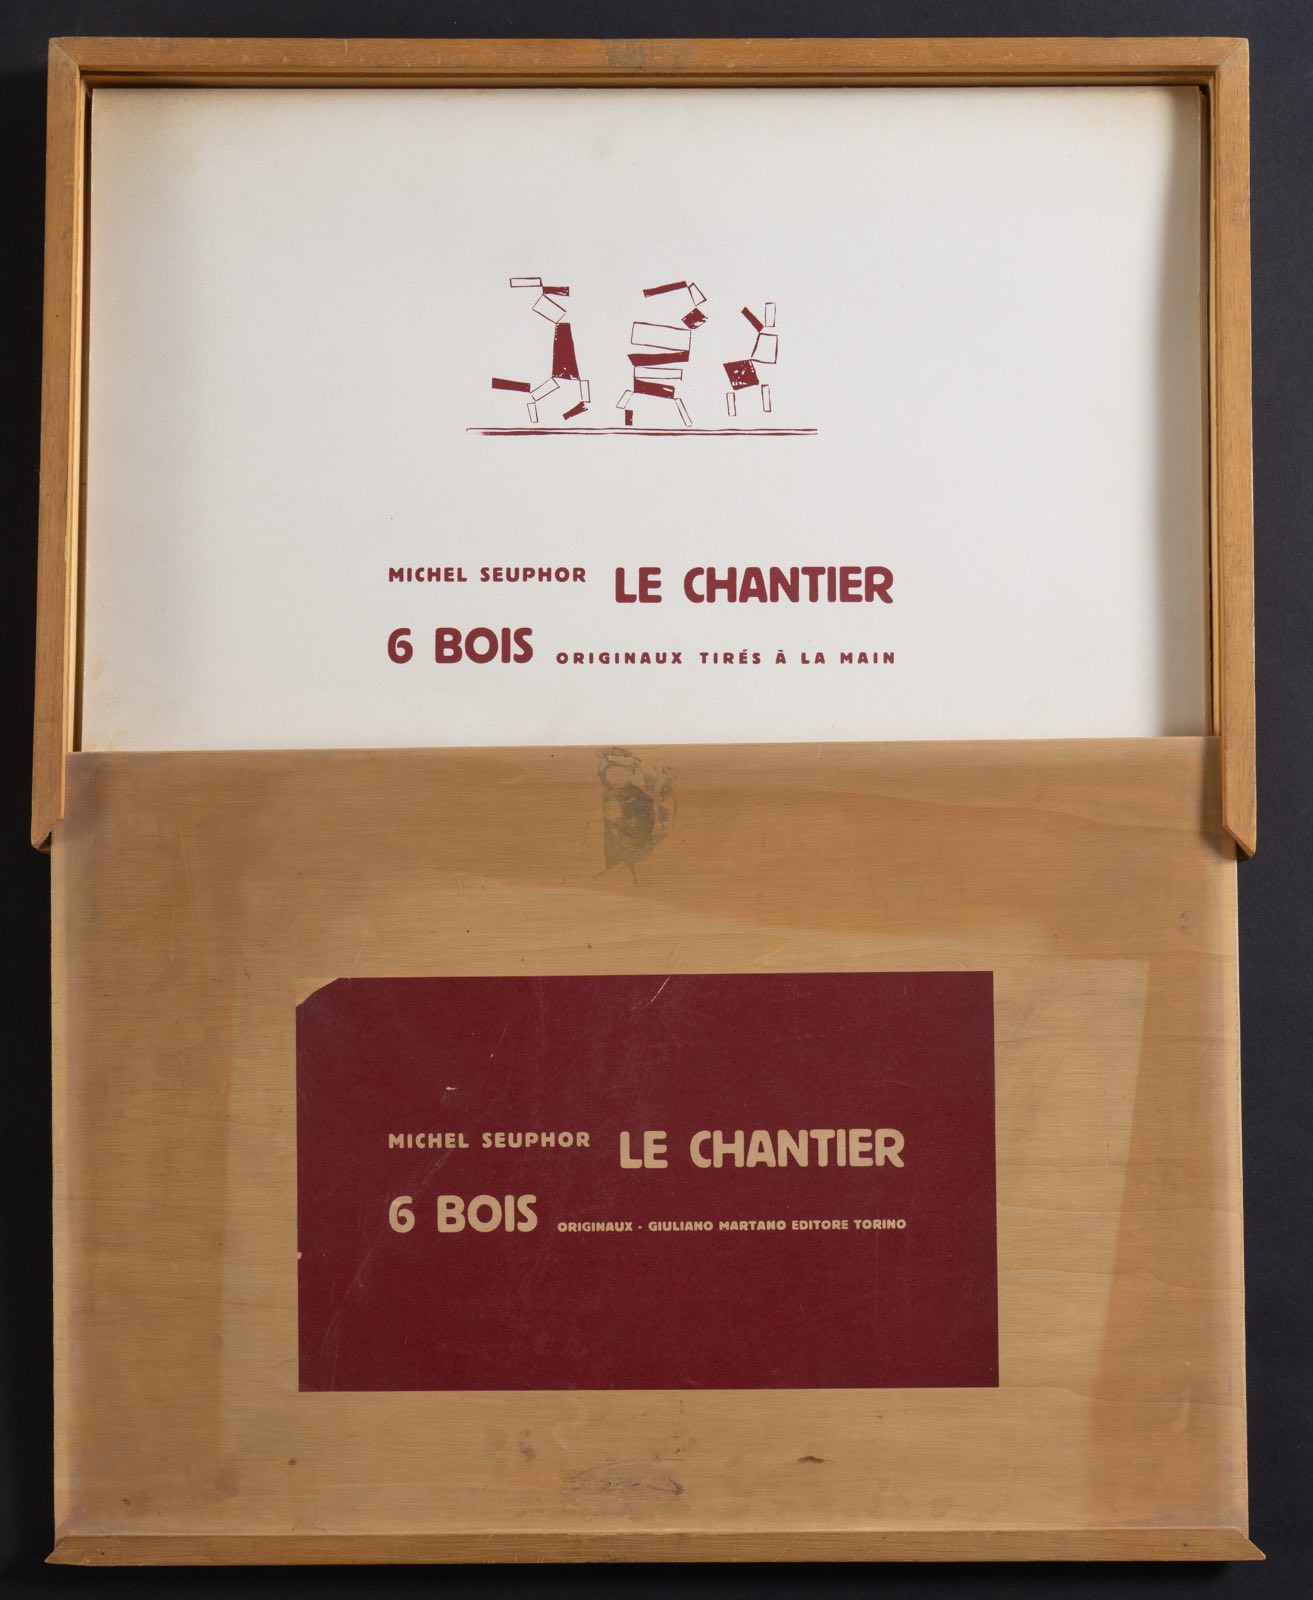 MICHEL SEUPHOR LE CHANTIER
6 BOIS ORIGINAUX TIRÉS À LA MAIN
MICHEL SEUPHOR LE CHANTIER
6 BOIS ORIGINAUX - GIULIANO MARTANO EDITORE TORINO